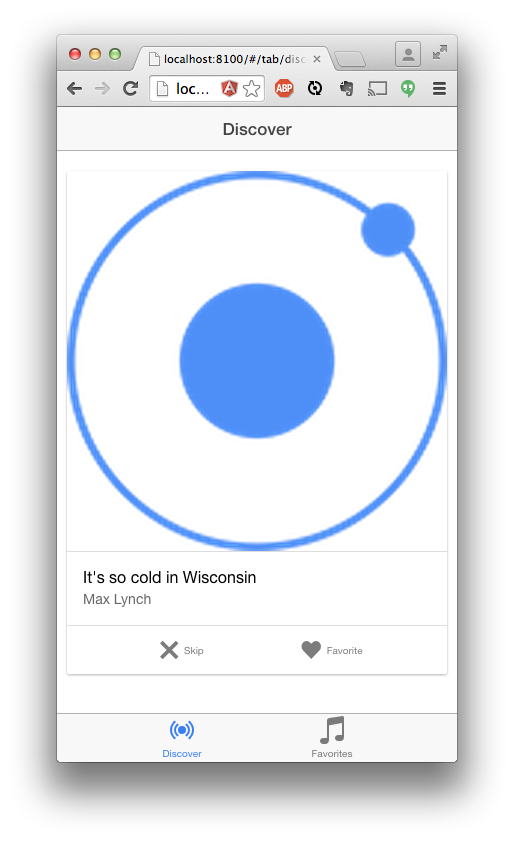 localhost:8100/#/tab/disc
loc...
ABP
Discover
It's so cold in Wisconsin
Max Lynch
Skip
Favorite
Discover
Favorites